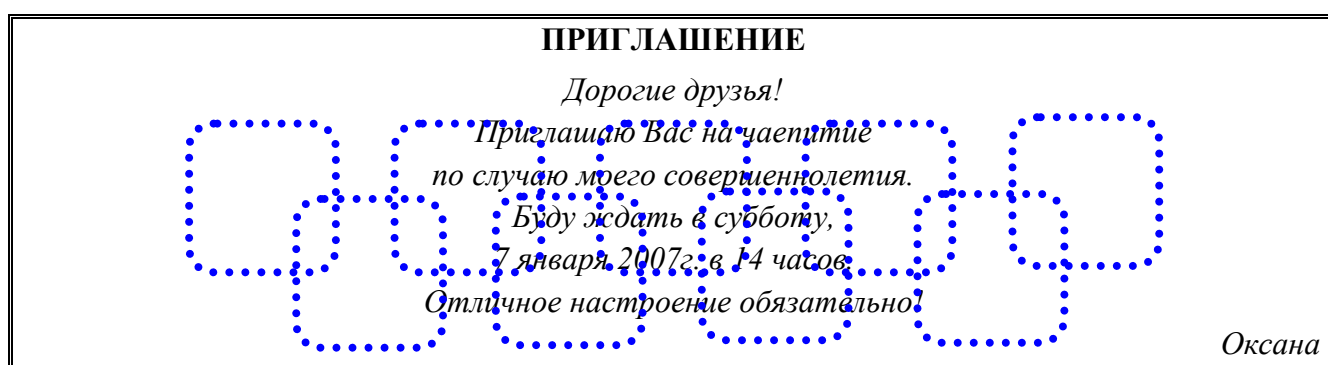 ПРИГЛАШЕНИЕ
Дорогие друзья!
Приглашаю Вас на чаепитие
по случаю моего совершеннолетия.
Буду ждать в субботу,
7 января 2007г. в 14 часов.
Отличное настроение обязательно!
Оксана